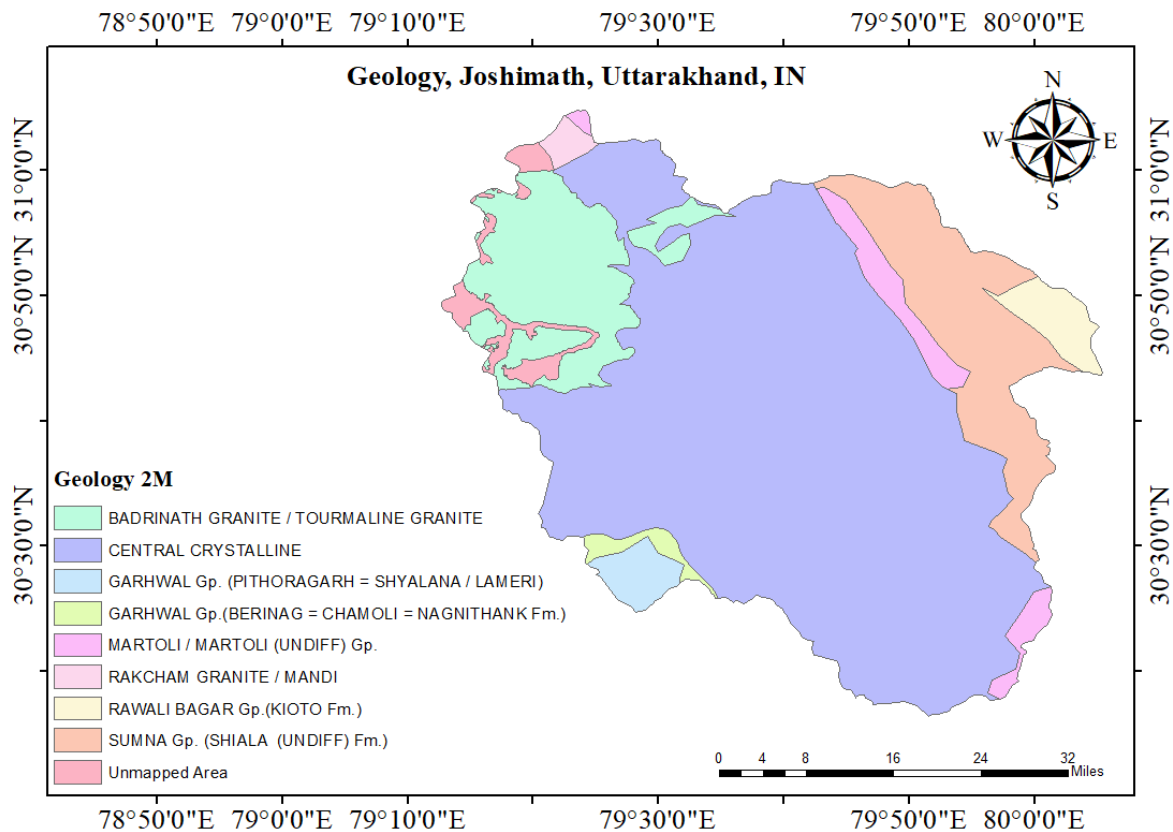 78°50'0"E 79°0'0"E 79°10'0"E 79°30'0"E 79°50'0"E 80°0'0"E
Geology, Joshimath, Uttarakhand, IN
N
W E
S
31°0'0"N 31°0'0"N
30°50'0"N 30°50'0"N
30°30'0"N 30°30'0"N
Geology 2M
BADRINATH GRANITE / TOURMALINE GRANITE
CENTRAL CRYSTALLINE
GARHWAL Gp. (PITHORAGARH = SHYALANA / LAMERI)
GARHWAL Gp.(BERINAG = CHAMOLI = NAGNITHANK Fm.)
MARTOLI / MARTOLI (UNDIFF) Gp.
RAKCHAM GRANITE / MANDI
RAWALI BAGAR Gp.(KIOTO Fm.)
SUMNA Gp. (SHIALA (UNDIFF) Fm.)
Unmapped Area
0 4 8 16 24 32
Miles
78°50'0"E 79°0'0"E 79°10'0"E 79°30'0"E 79°50'0"E 80°0'0"E